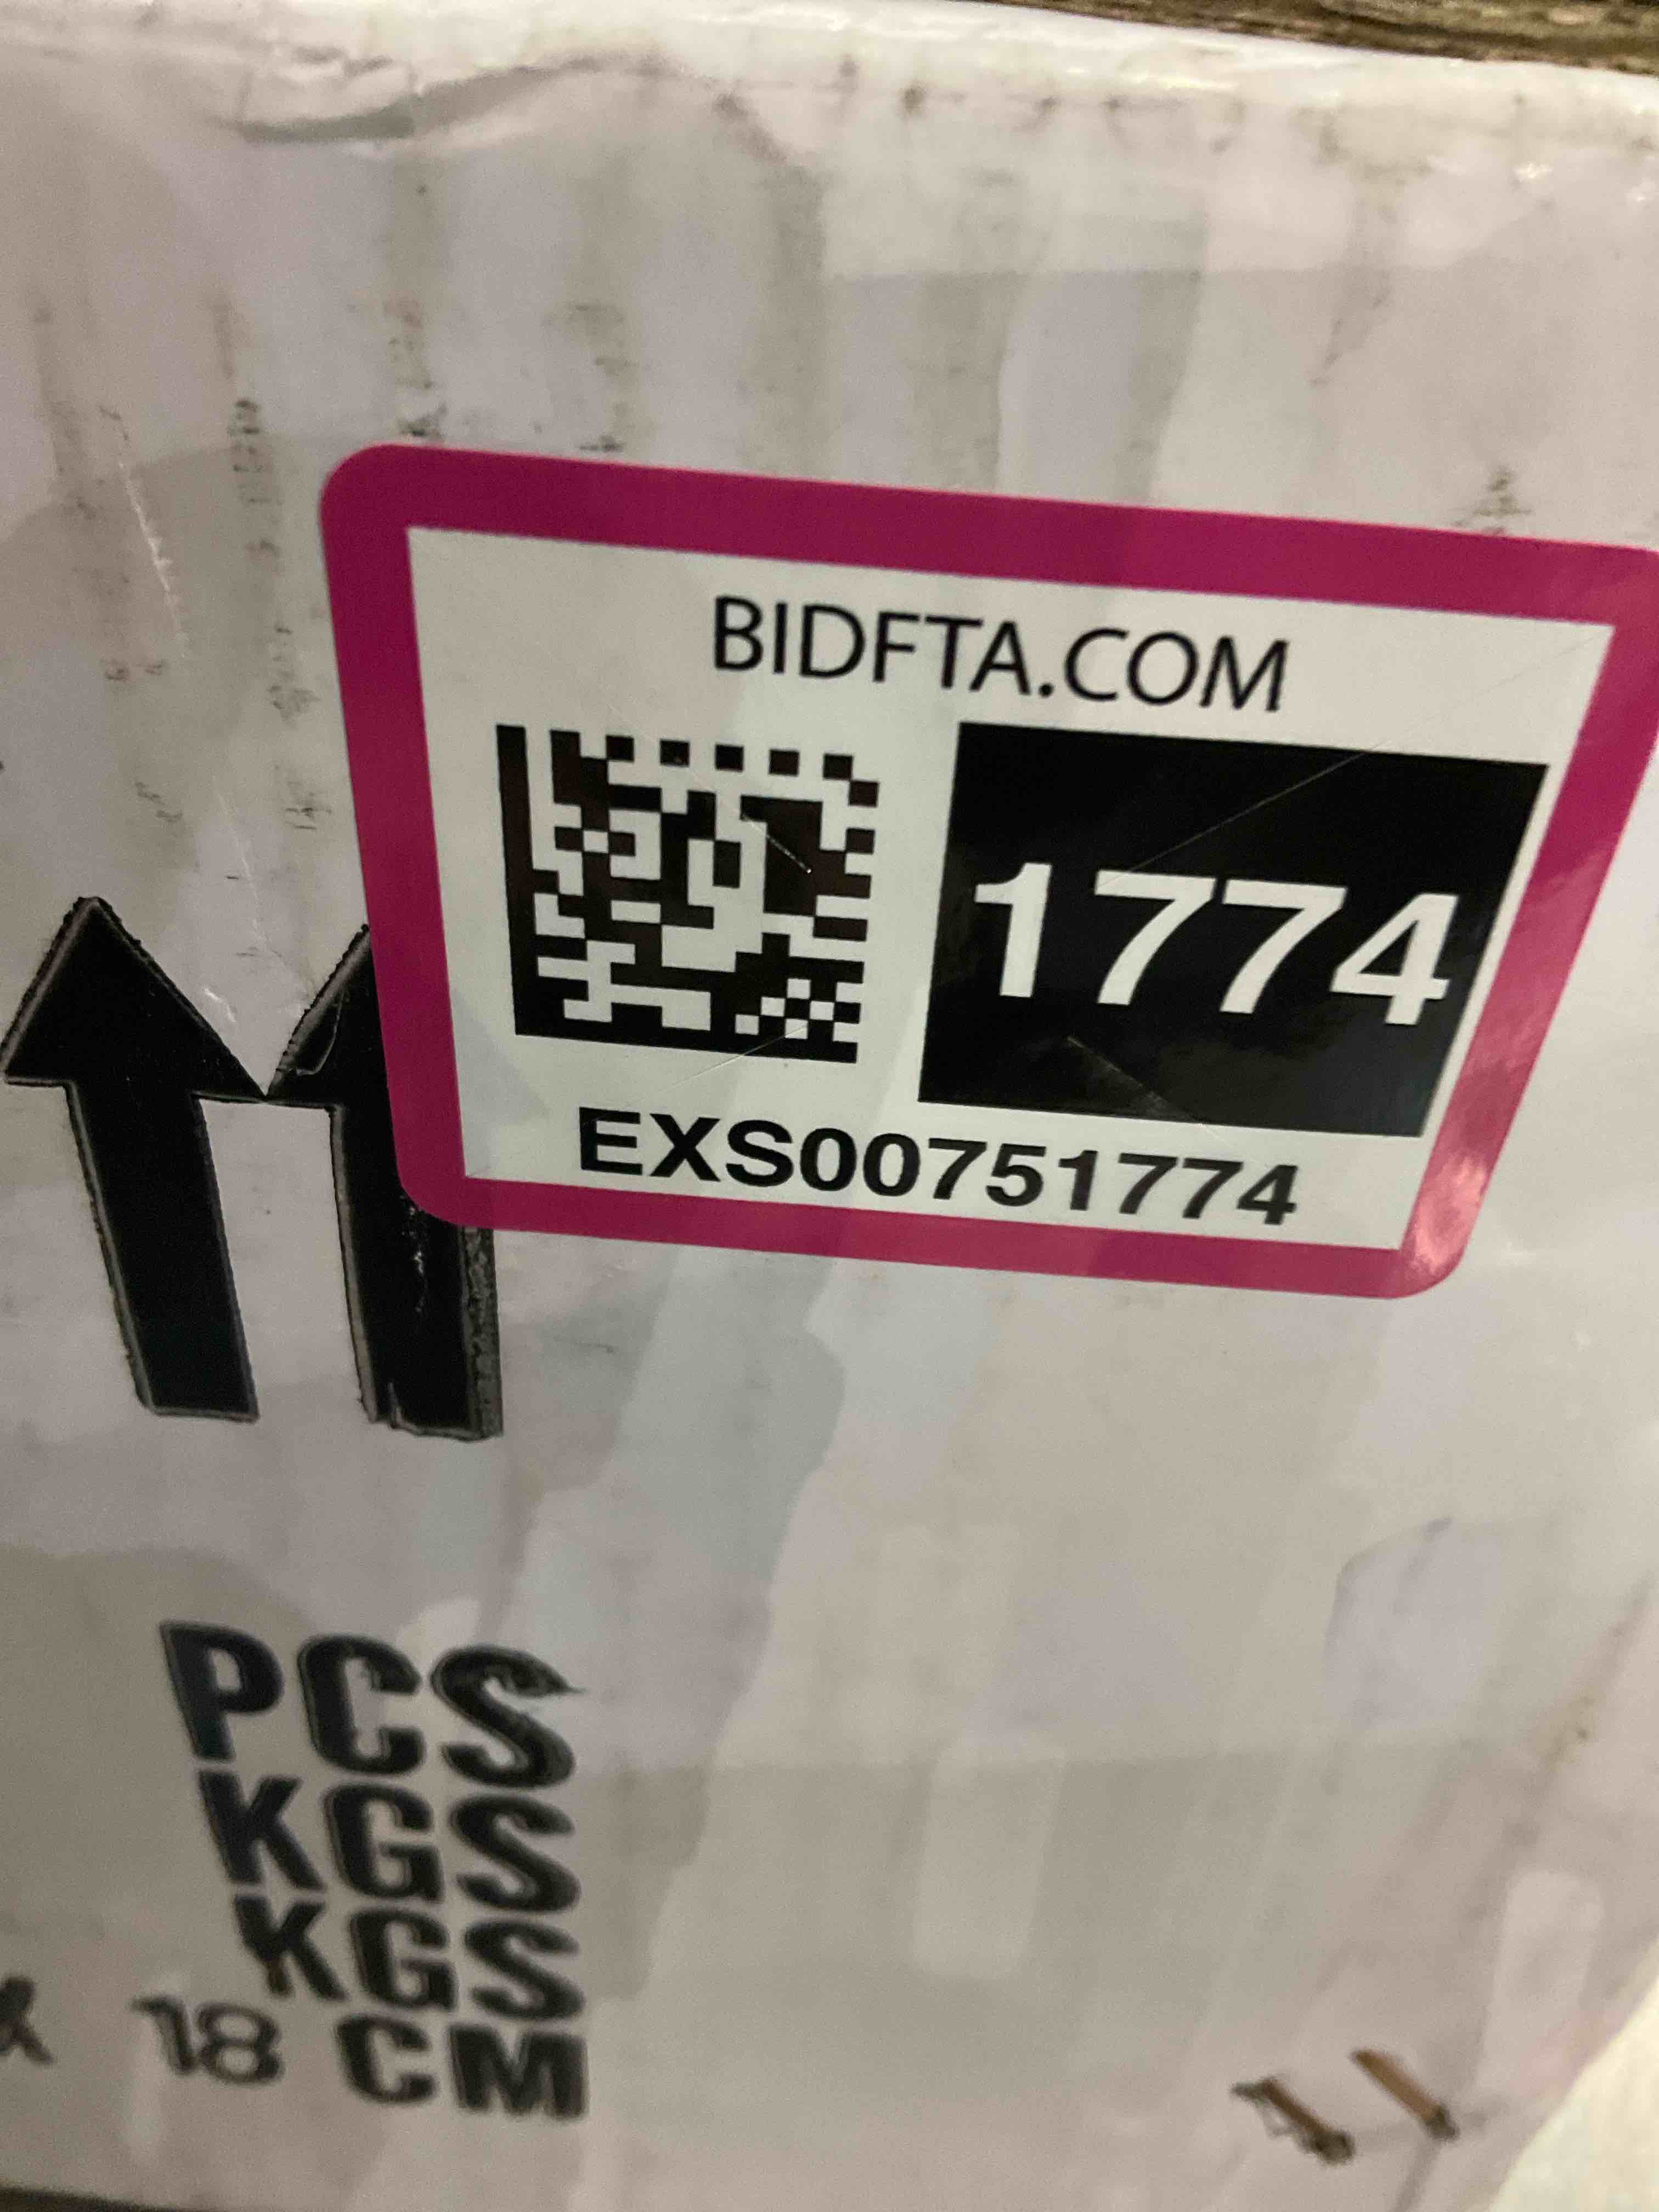 BIDFTA.COM
1774
EXS00751774
PCS
KGS
KGS
18 CM